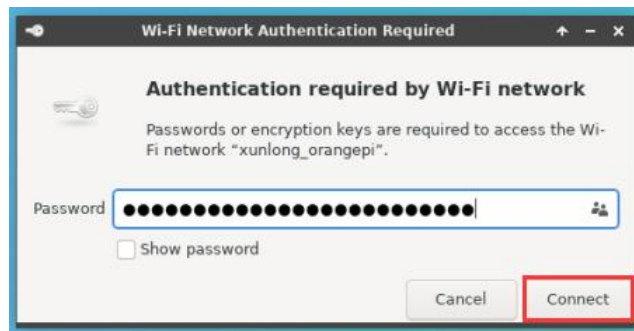 Wi-Fi Network Authentication Required
Authentication required by Wi-Fi network
Passwords or encryption keys are required to access the Wi-
Fi network “xunlong_orangepi”.
Password ●●●●●●●●●●●●●●●●●●●●●●●●●
Show password
Cancel Connect